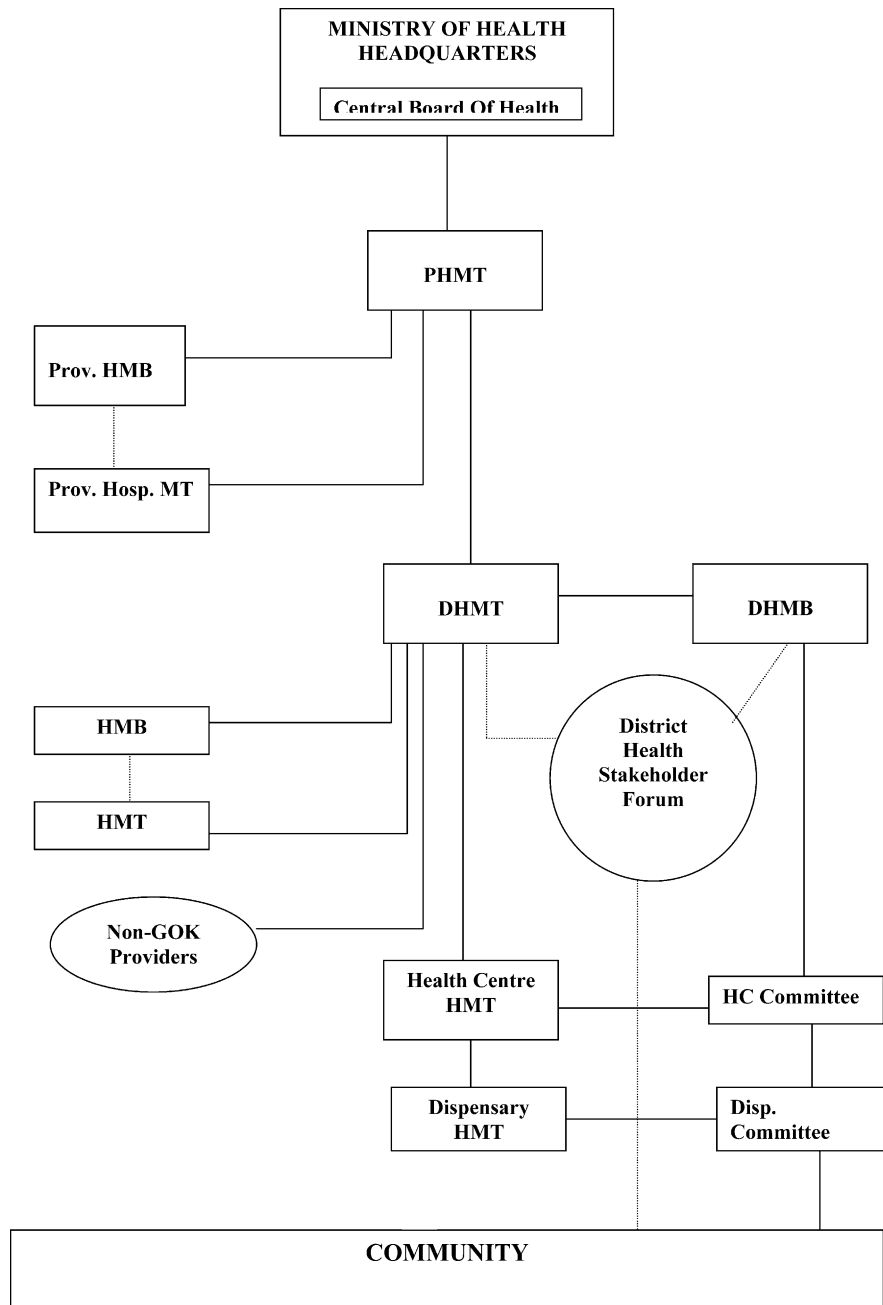 MINISTRY OF HEALTH
HEADQUARTERS
Central Board Of Health
PHMT
Prov. HMB
Prov. Hosp. MT
DHMT
DHMB
HMB
HMT
District
Health
Stakeholder
Forum
Non-GOK
Providers
Health Centre
HMT
HC Committee
Dispensary
HMT
Disp.
Committee
COMMUNITY